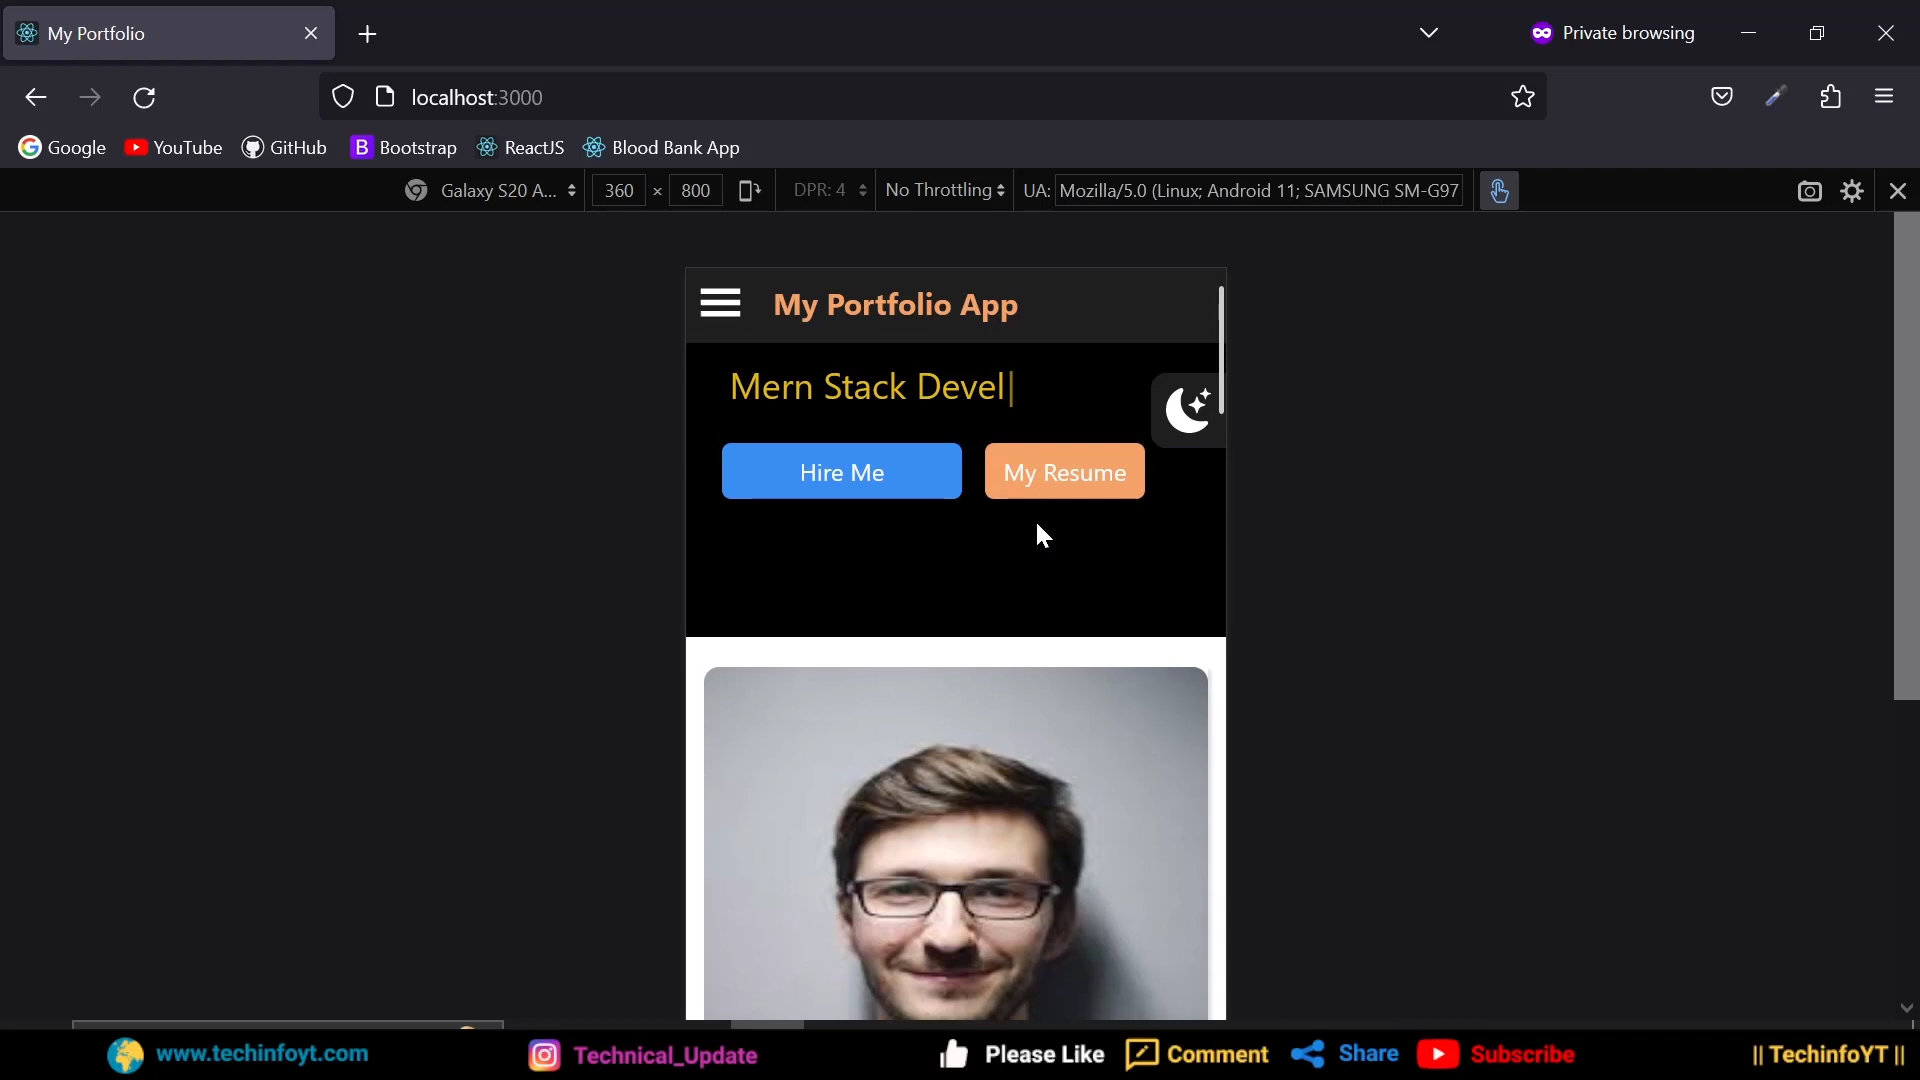 My Portfolio
Private browsing
localhost:3000
Google YouTube GitHub B Bootstrap ReactJS Blood Bank App
Galaxy S20 A... 360 × 800 DPR: 4 No Throttling UA: Mozilla/5.0 (Linux; Android 11; SAMSUNG SM-G97
My Portfolio App
Mern Stack Devel|
Hire Me My Resume
www.techinfoyt.com Technical_Update Please Like Comment Share Subscribe || TechinfoYT ||